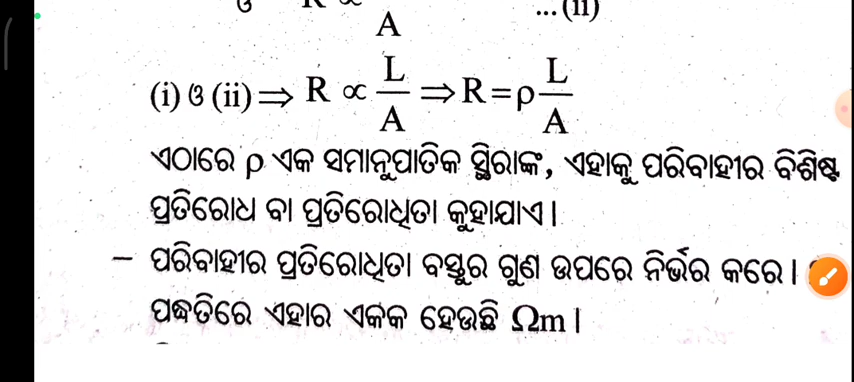 A ...(ii)
(i) ଓ (ii) ⇒ R ∝ L/A ⇒ R = ρ L/A
ଏଠାରେ ρ ଏକ ସମାନୁପାତିକ ସ୍ଥିରାଙ୍କ, ଏହାକୁ ପରିବାହୀର ବିଶିଷ୍ଟ
ପ୍ରତିରୋଧ ବା ପ୍ରତିରୋଧିତା କୁହାଯାଏ।
– ପରିବାହୀର ପ୍ରତିରୋଧିତା ବସ୍ତୁର ଗୁଣ ଉପରେ ନିର୍ଭର କରେ।
ପଦ୍ଧତିରେ ଏହାର ଏକକ ହେଉଛି Ωm।